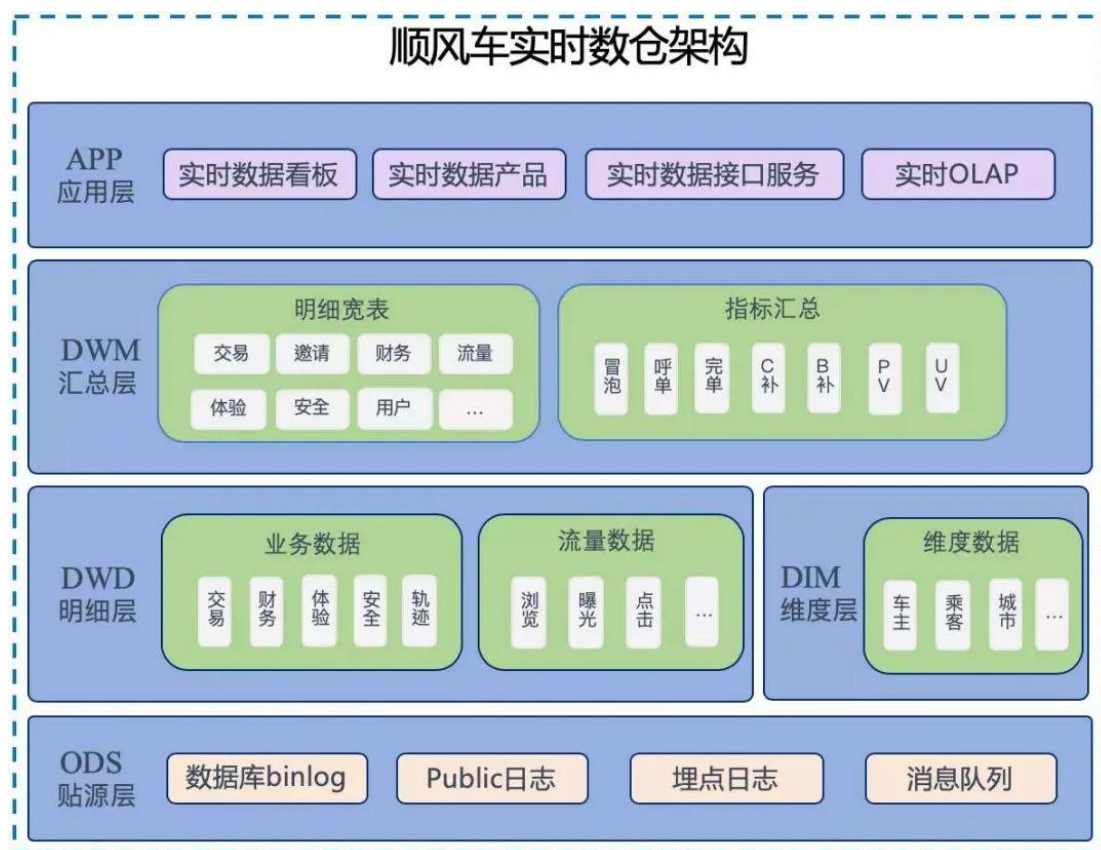 顺风车实时数仓架构
APP
应用层
实时数据看板
实时数据产品
实时数据接口服务
实时OLAP
DWM
汇总层
明细宽表
交易
邀请
财务
流量
体验
安全
用户
...
指标汇总
冒泡
呼单
完单
C补
B补
PV
UV
DWD
明细层
业务数据
交易
财务
体验
安全
轨迹
流量数据
浏览
曝光
点击
...
DIM
维度层
维度数据
车主
乘客
城市
...
ODS
贴源层
数据库binlog
Public日志
埋点日志
消息队列